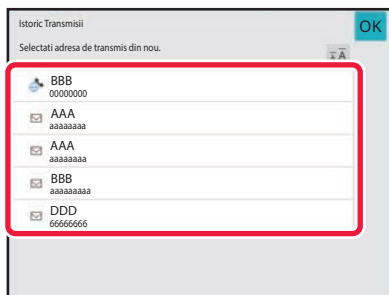 Istoric Transmisii
OK
Selectati adresa de transmis din nou.
A
BBB
00000000
AAA
aaaaaaaa
AAA
aaaaaaaa
BBB
aaaaaaaaa
DDD
66666666